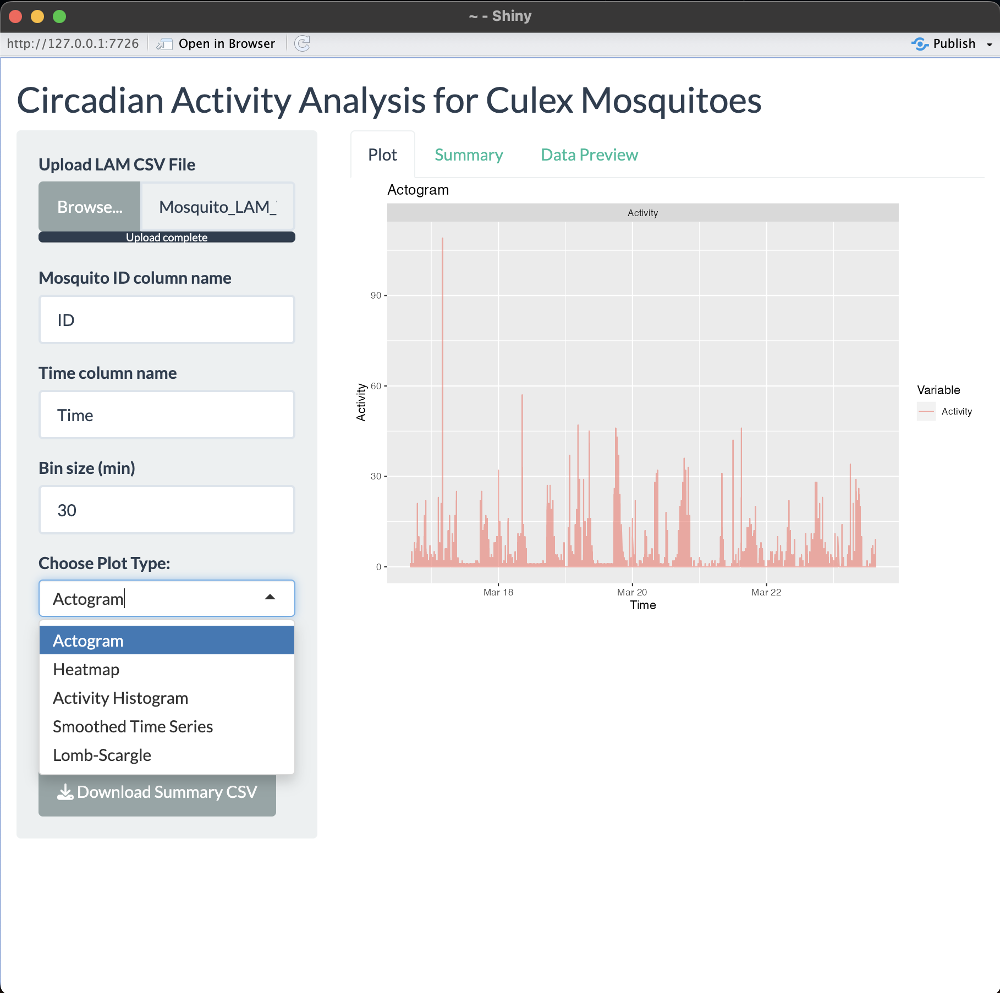 ~ - Shiny
http://127.0.0.1:7726 Open in Browser Publish
Circadian Activity Analysis for Culex Mosquitoes
Upload LAM CSV File
Browse... Mosquito_LAM_
Upload complete
Mosquito ID column name
ID
Time column name
Time
Bin size (min)
30
Choose Plot Type:
Actogram
Actogram
Heatmap
Activity Histogram
Smoothed Time Series
Lomb-Scargle
Download Summary CSV
Plot Summary Data Preview
Actogram
Activity
90
60
30
0
Activity
Mar 18 Mar 20 Mar 22
Time
Variable
Activity